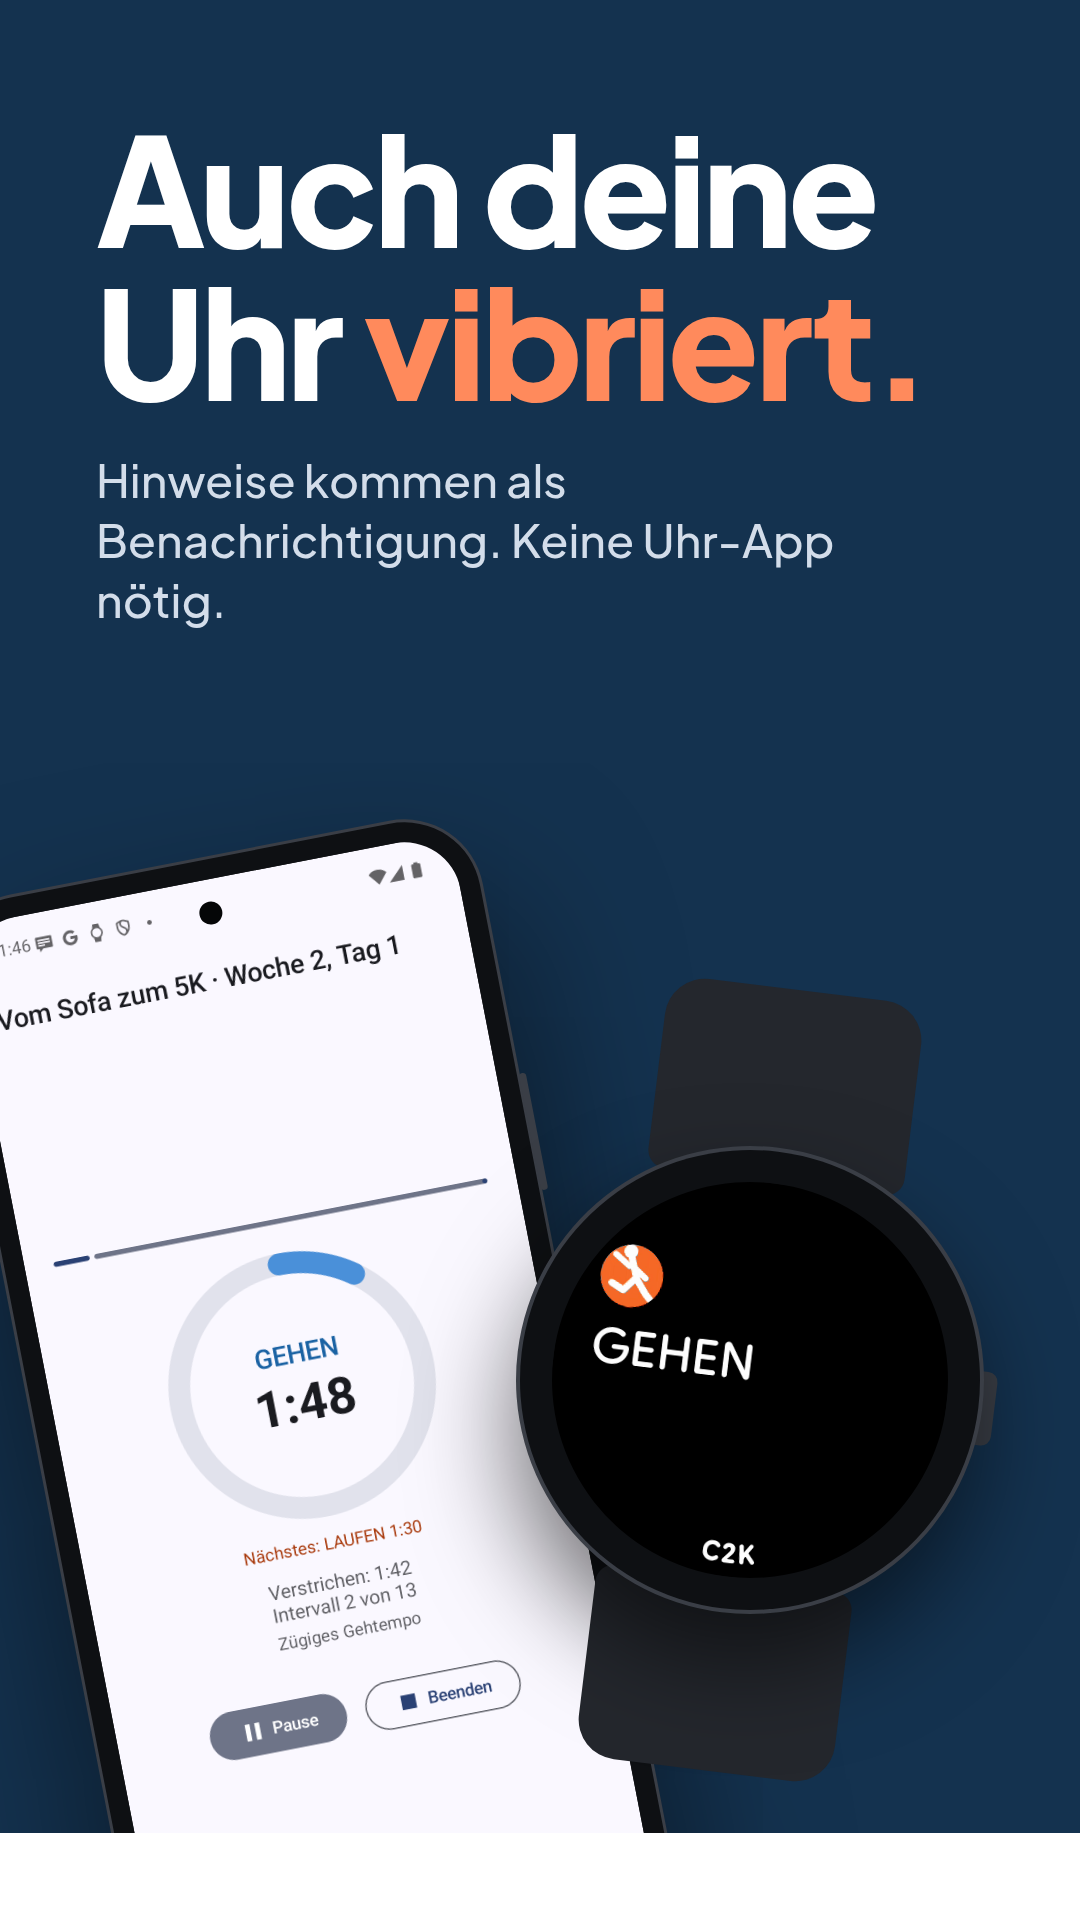 Auch deine
Uhr vibriert.
Hinweise kommen als
Benachrichtigung. Keine Uhr-App
nötig.
1:46
Vom Sofa zum 5K · Woche 2, Tag 1
GEHEN
1:48
Nächstes: LAUFEN 1:30
Verstrichen: 1:42
Intervall 2 von 13
Zügiges Gehtempo
Pause
Beenden
GEHEN
C2K